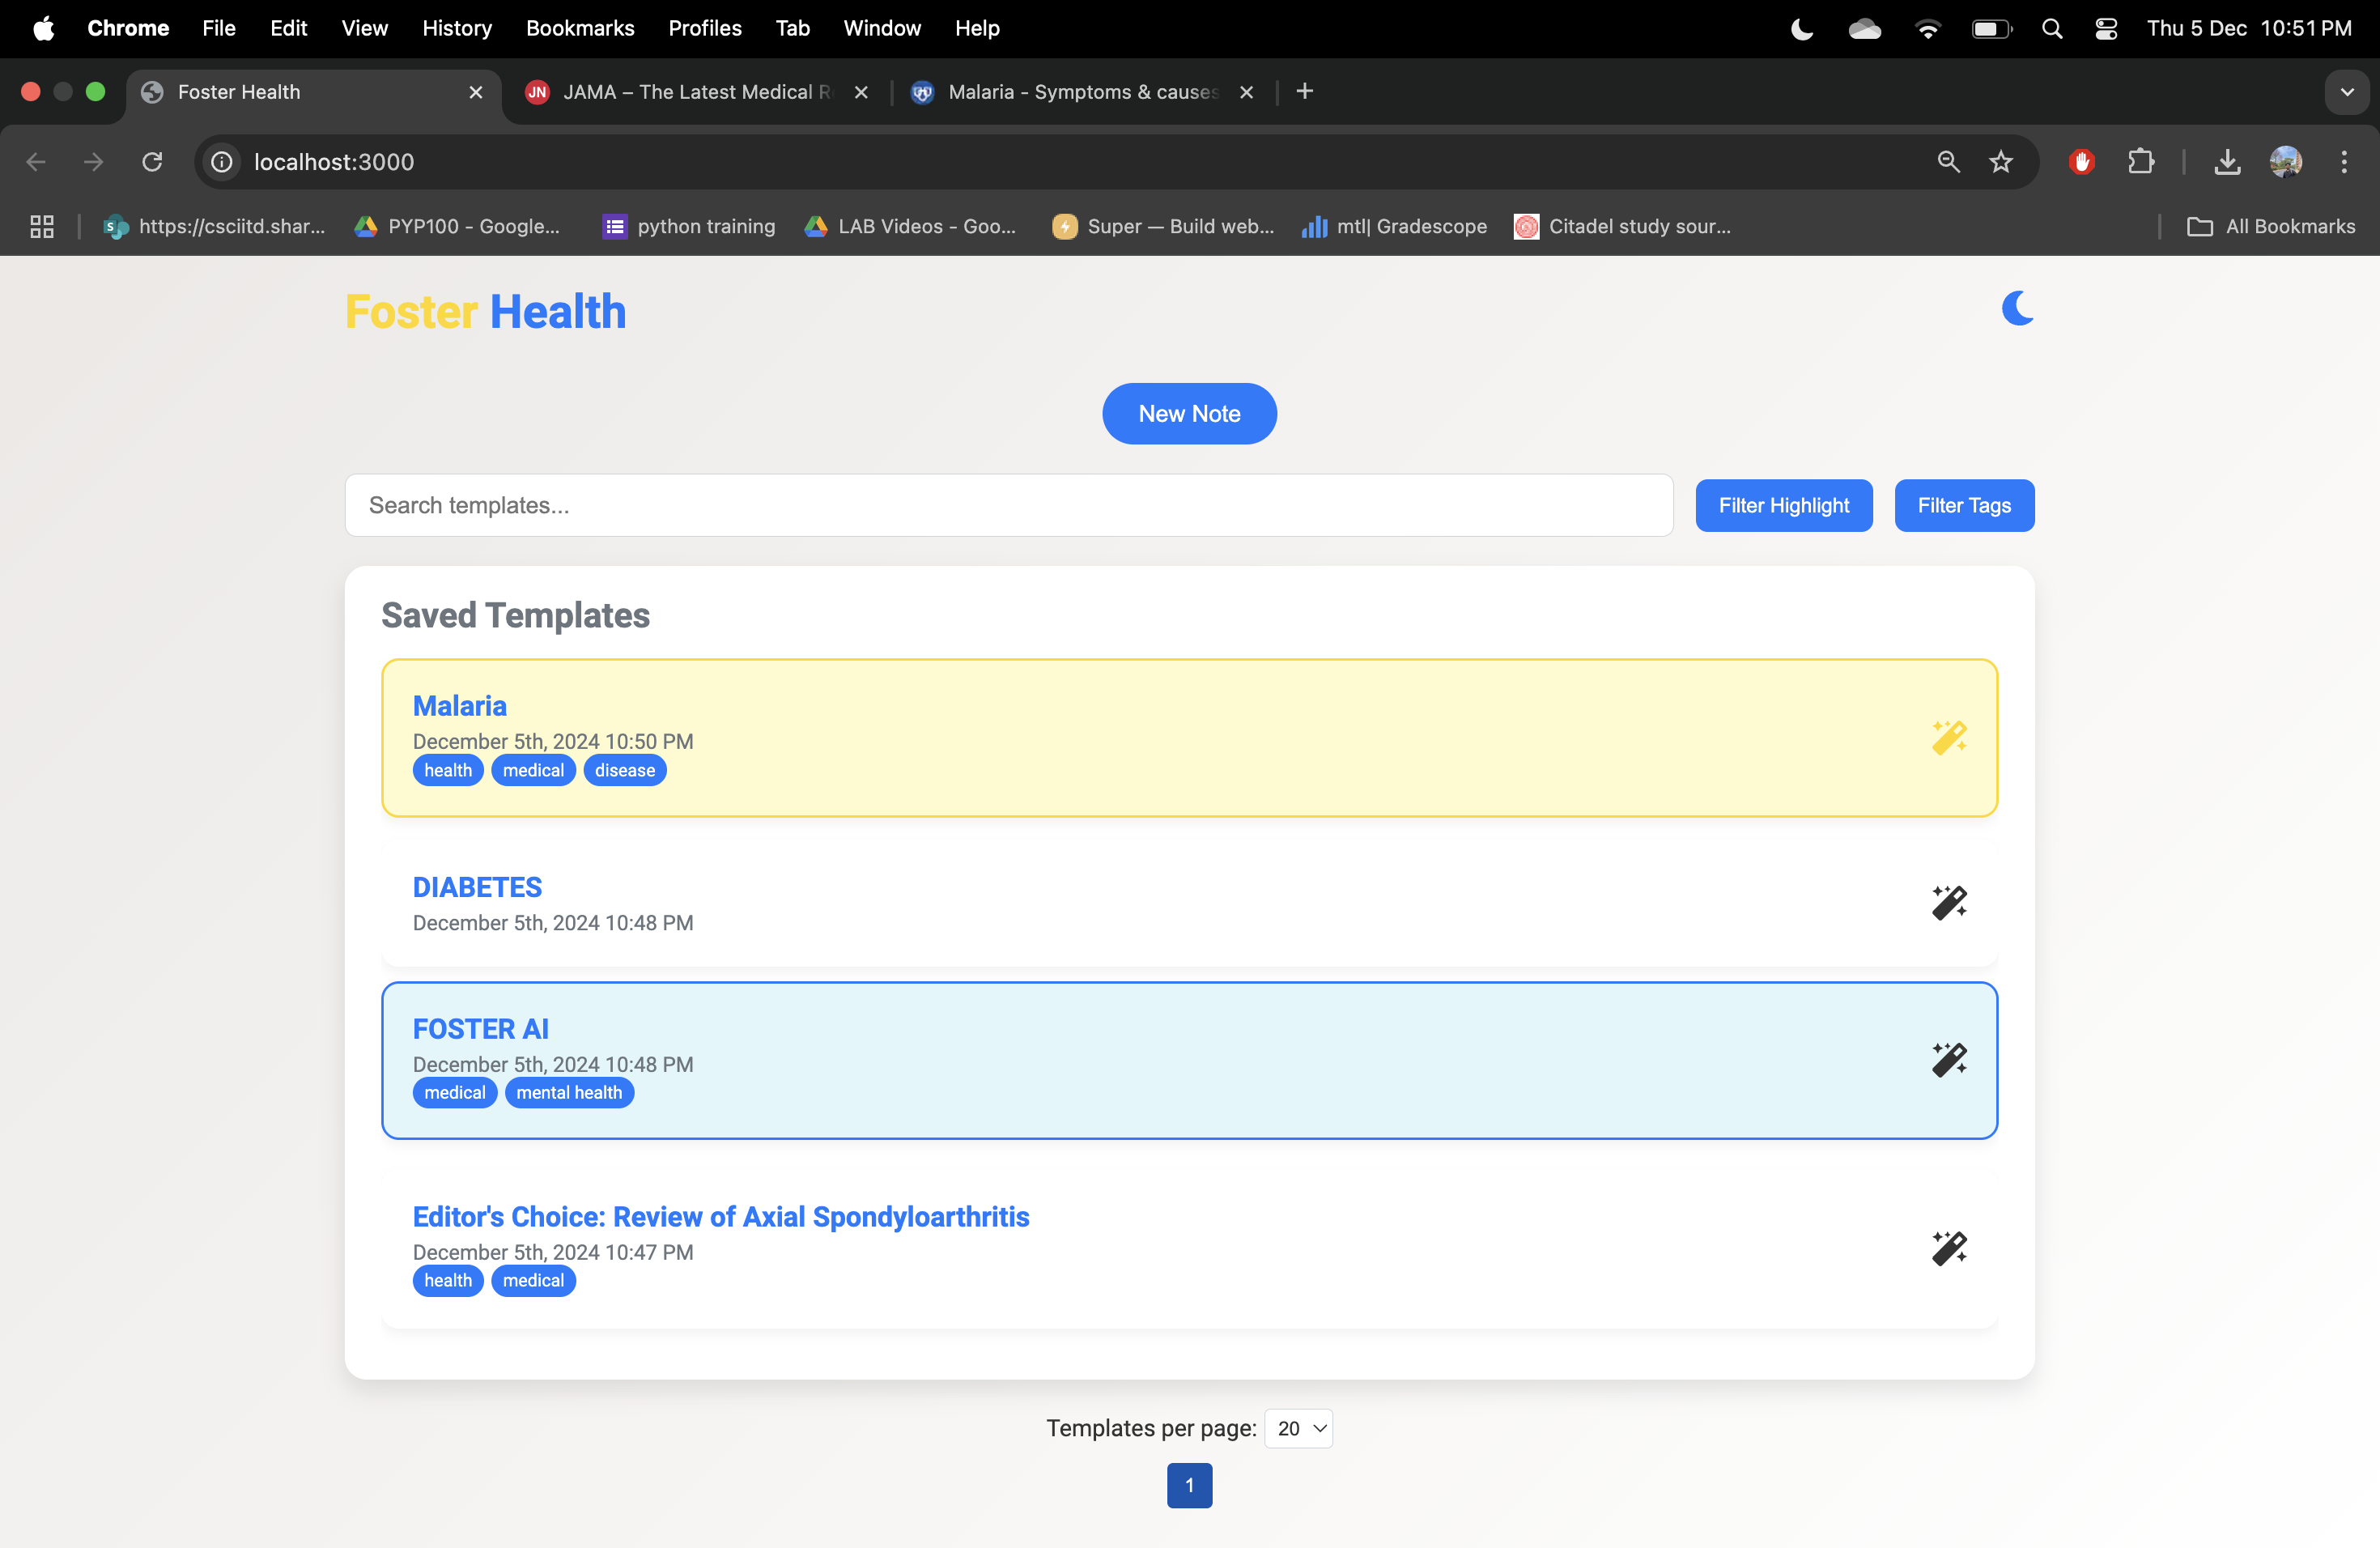 Chrome File Edit View History Bookmarks Profiles Tab Window Help Thu 5 Dec 10:51 PM
Foster Health JN JAMA – The Latest Medical R Malaria - Symptoms & causes
localhost:3000
https://csciitd.shar... PYP100 - Google... python training LAB Videos - Goo... Super — Build web... mtl| Gradescope Citadel study sour... All Bookmarks
Foster Health
New Note
Search templates... Filter Highlight Filter Tags
Saved Templates
Malaria
December 5th, 2024 10:50 PM
health medical disease
DIABETES
December 5th, 2024 10:48 PM
FOSTER AI
December 5th, 2024 10:48 PM
medical mental health
Editor's Choice: Review of Axial Spondyloarthritis
December 5th, 2024 10:47 PM
health medical
Templates per page: 20
1